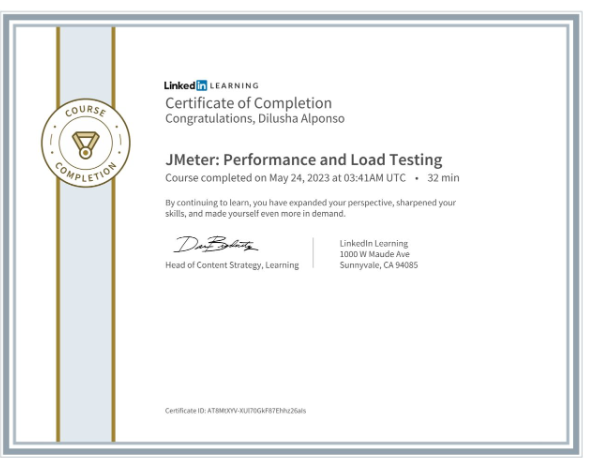 COURSE
COMPLETION
Linked in LEARNING
Certificate of Completion
Congratulations, Dilusha Alponso
JMeter: Performance and Load Testing
Course completed on May 24, 2023 at 03:41AM UTC • 32 min
By continuing to learn, you have expanded your perspective, sharpened your
skills, and made yourself even more in demand.
Head of Content Strategy, Learning
LinkedIn Learning
1000 W Maude Ave
Sunnyvale, CA 94085
Certificate ID: